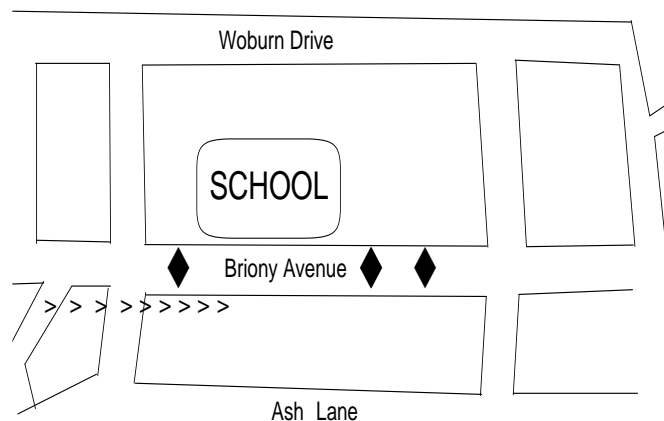 Woburn Drive
SCHOOL
Briony Avenue
> > > > > > > > > >
Ash Lane